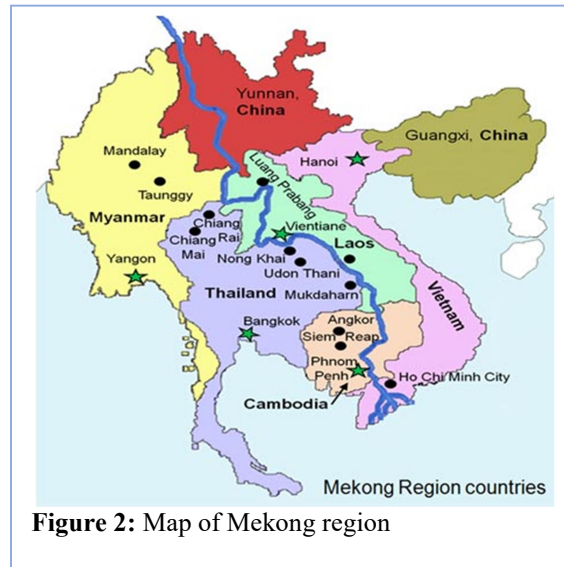 Yunnan,
China
Guangxi, China
Mandalay
Hanoi
Taunggy
Luang Prabang
Myanmar
Chiang
Rai
Vientiane
Chiang
Mai
Laos
Nong Khai
Yangon
Udon Thani
Thailand
Mukdaharn
Vietnam
Bangkok
Angkor
Siem Reap
Phnom
Penh
Ho Chi Minh City
Cambodia
Mekong Region countries
Figure 2: Map of Mekong region